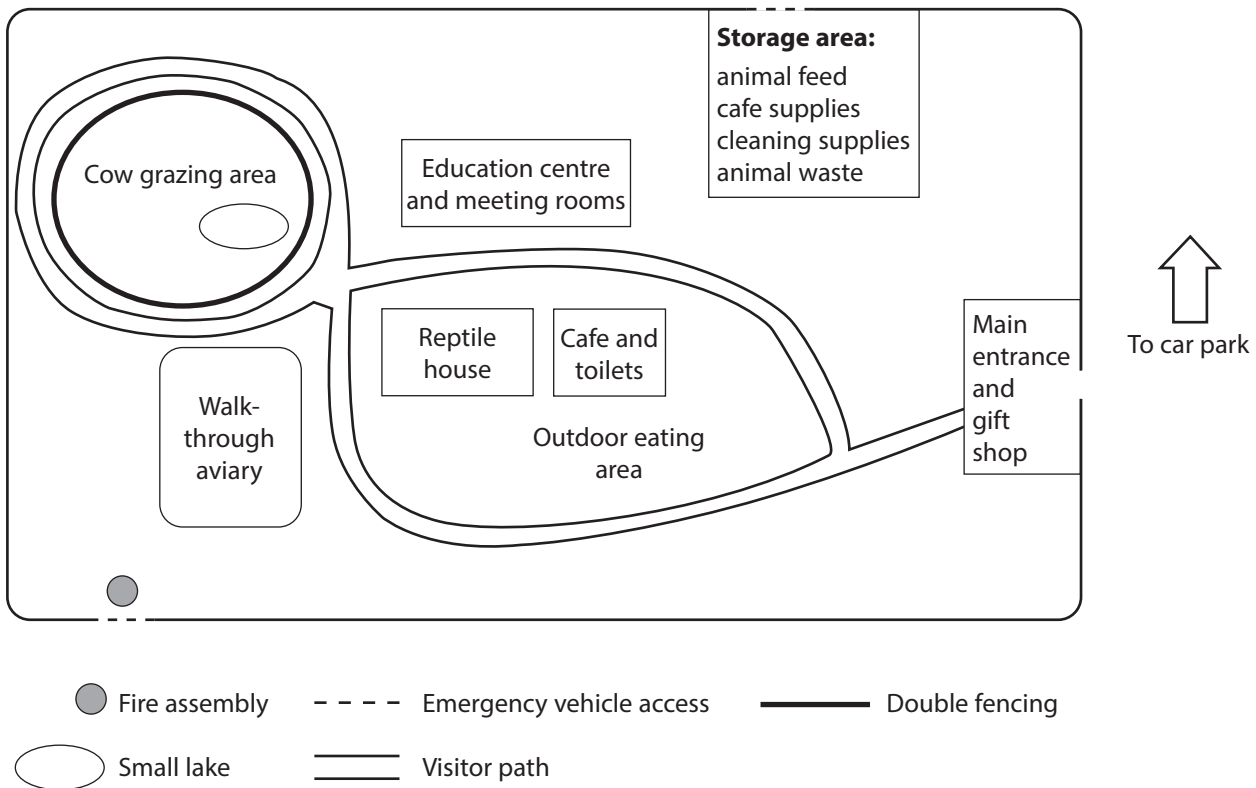 Storage area:
animal feed
cafe supplies
cleaning supplies
animal waste
Cow grazing area
Education centre
and meeting rooms
Reptile
house
Cafe and
toilets
Main
entrance
and
gift
shop
To car park
Walk-
through
aviary
Outdoor eating
area
Fire assembly
Emergency vehicle access
Double fencing
Small lake
Visitor path